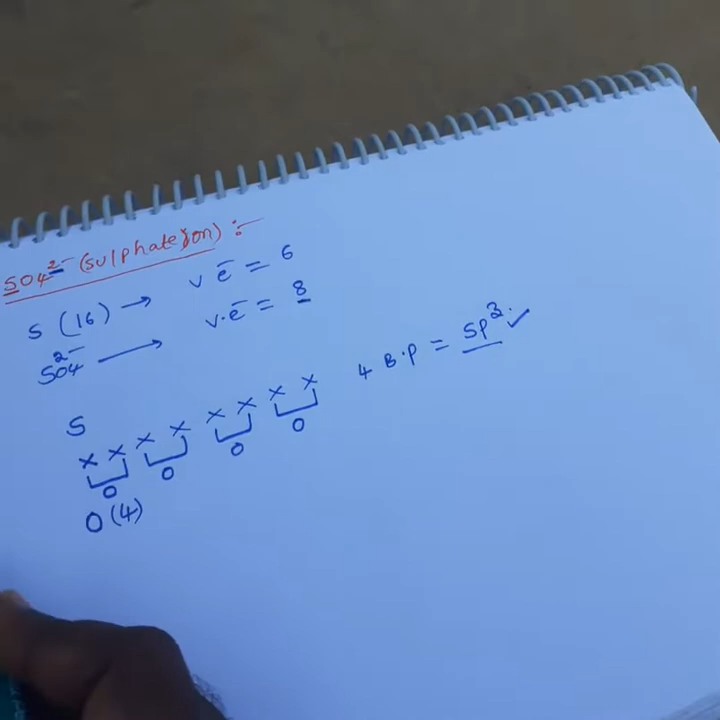 SO4²⁻ (sulphate ion) :-
S (16) → v e⁻ = 6
SO4²⁻ → v.e⁻ = 8
S
x x x x x x x x 4 B.P = sp³. ✓
O O O O
O (4)